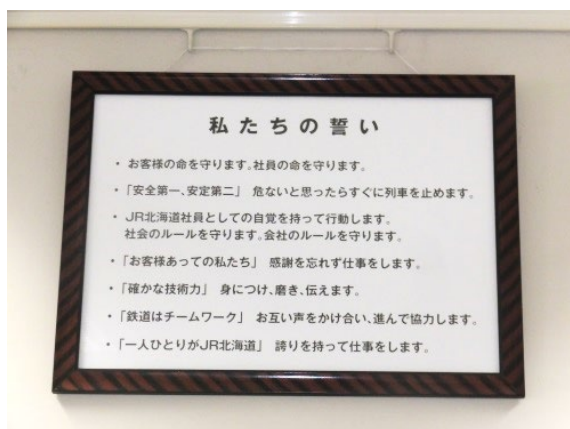 私たちの誓い
・ お客様の命を守ります。社員の命を守ります。
・「安全第一、安定第二」 危ないと思ったらすぐに列車を止めます。
・ JR北海道社員としての自覚を持って行動します。
社会のルールを守ります。会社のルールを守ります。
・「お客様あっての私たち」 感謝を忘れず仕事をします。
・「確かな技術力」 身につけ、磨き、伝えます。
・「鉄道はチームワーク」 お互い声をかけ合い、進んで協力します。
・「一人ひとりがJR北海道」 誇りを持って仕事をします。